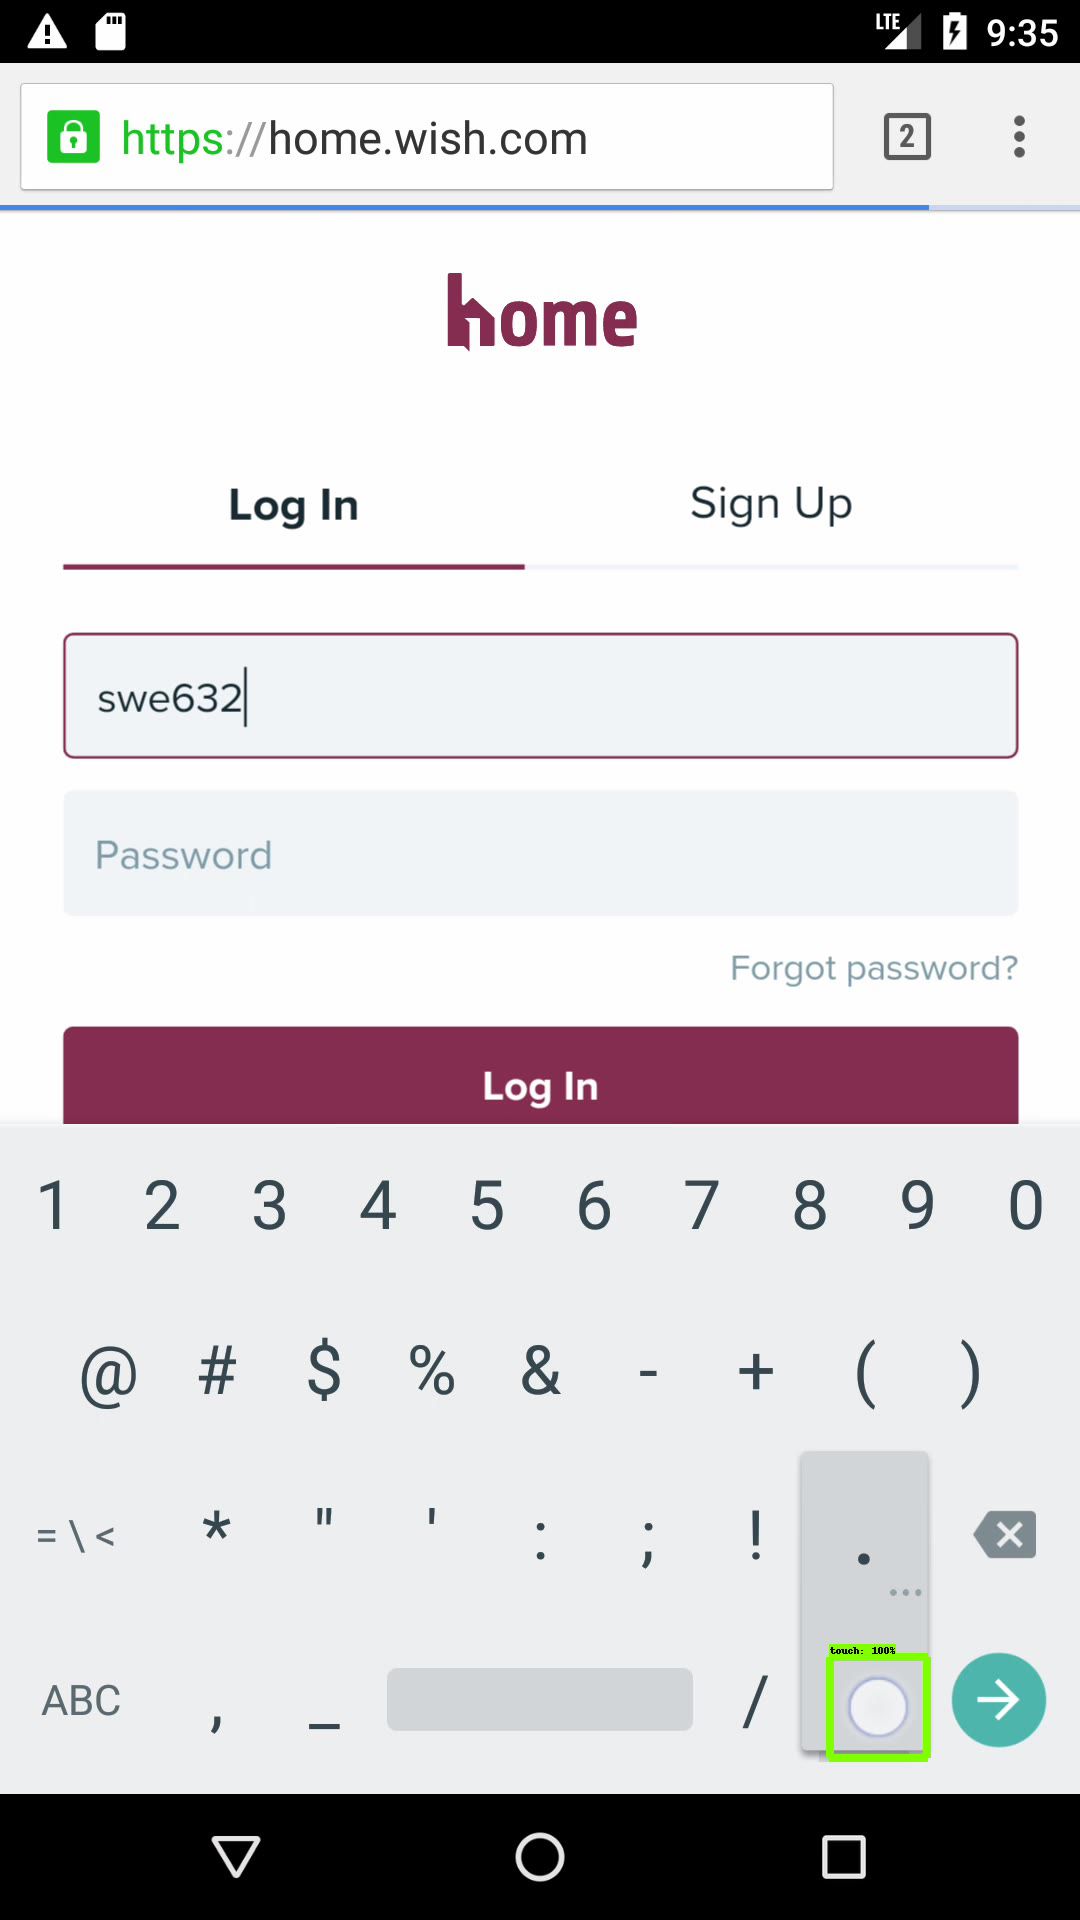 LTE 9:35
https://home.wish.com 2
home
Log In Sign Up
swe632
Password
Forgot password?
Log In
1 2 3 4 5 6 7 8 9 0
@ # $ % & - + ( )
= \ < * " ' : ; ! . ...
touch: 100%
ABC , _ /